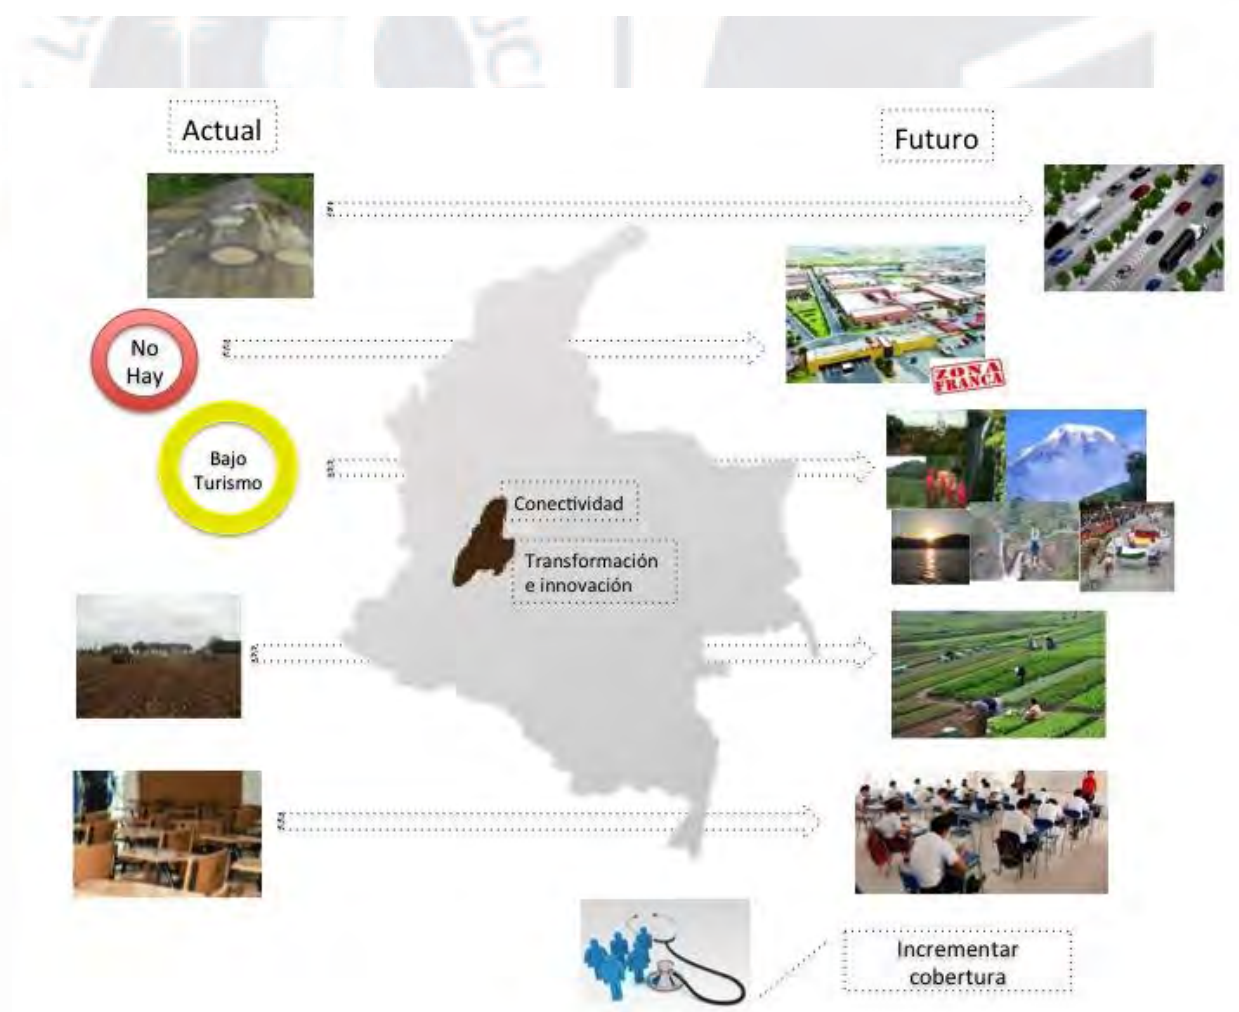 Actual
Futuro
No
Hay
ZONA
FRANCA
Bajo
Turismo
Conectividad
Transformación
e innovación
Incrementar
cobertura